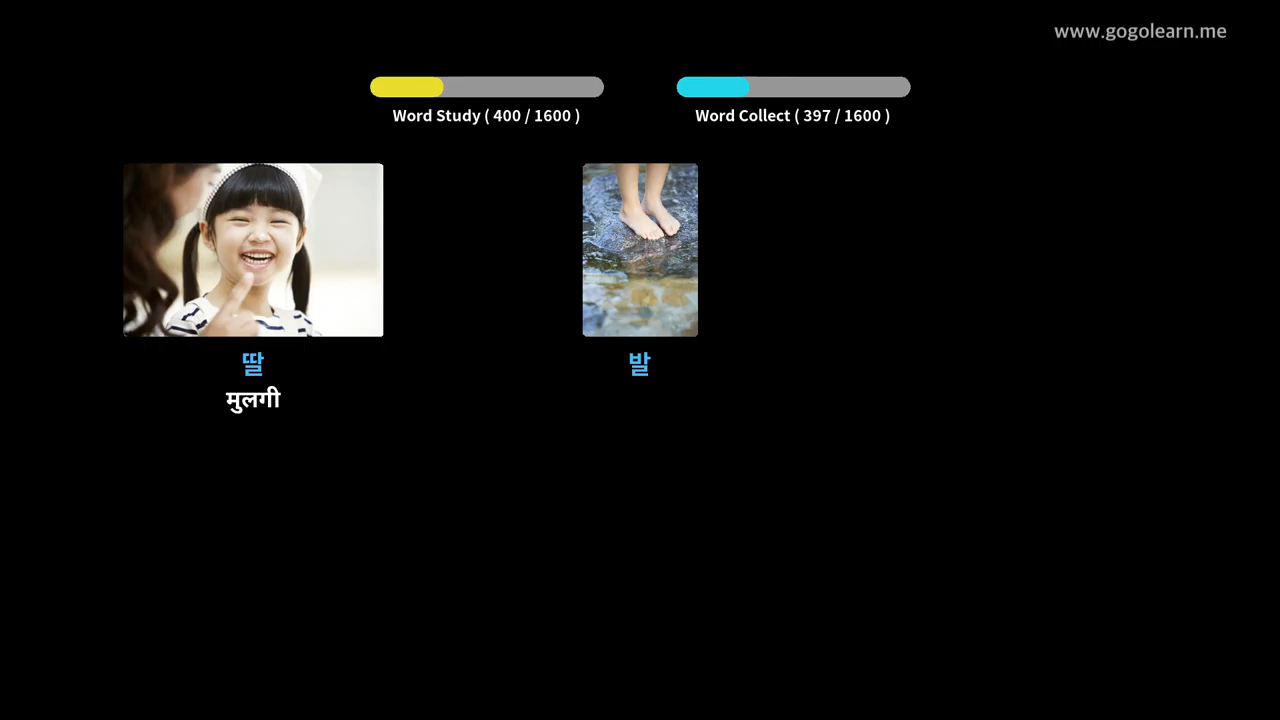 www.gogolearn.me
Word Study ( 400 / 1600 )
Word Collect ( 397 / 1600 )
딸
मुलगी
발